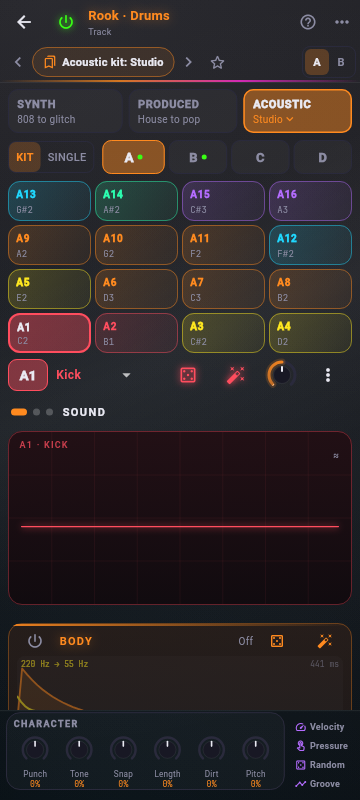 Rook · Drums
Track
Acoustic kit: Studio
A B
SYNTH
808 to glitch
PRODUCED
House to pop
ACOUSTIC
Studio
KIT SINGLE
A B C D
A13 A14 A15 A16
G#2 A#2 C#3 A3
A9 A10 A11 A12
A2 G2 F2 F#2
A5 A6 A7 A8
E2 D3 C3 B2
A1 A2 A3 A4
C2 B1 C#2 D2
A1 Kick
SOUND
A1 · KICK
≈
BODY Off
220 Hz → 55 Hz 441 ms
CHARACTER
Punch Tone Snap Length Dirt Pitch
0% 0% 0% 0% 0% 0%
Velocity
Pressure
Random
Groove